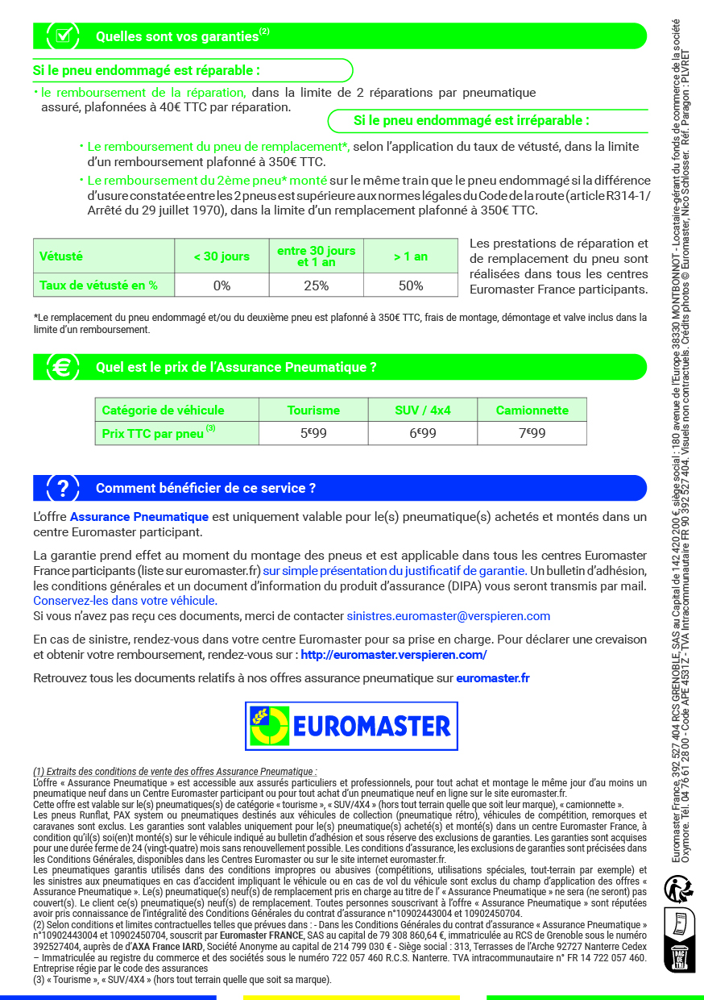 Quelles sont vos garanties(2)
Si le pneu endommagé est réparable :
• le remboursement de la réparation, dans la limite de 2 réparations par pneumatique
assuré, plafonnées à 40€ TTC par réparation.
Si le pneu endommagé est irréparable :
• Le remboursement du pneu de remplacement*, selon l'application du taux de vétusté, dans la limite
d'un remboursement plafonné à 350€ TTC.
• Le remboursement du 2ème pneu* monté sur le même train que le pneu endommagé si la différence
d'usure constatée entre les 2 pneus est supérieure aux normes légales du Code de la route (article R314-1/
Arrêté du 29 juillet 1970), dans la limite d'un remplacement plafonné à 350€ TTC.
Vétusté < 30 jours entre 30 jours et 1 an > 1 an
Taux de vétusté en % 0% 25% 50%
Les prestations de réparation et
de remplacement du pneu sont
réalisées dans tous les centres
Euromaster France participants.
*Le remplacement du pneu endommagé et/ou du deuxième pneu est plafonné à 350€ TTC, frais de montage, démontage et valve inclus dans la
limite d'un remboursement.
€
Quel est le prix de l'Assurance Pneumatique ?
Catégorie de véhicule Tourisme SUV / 4x4 Camionnette
Prix TTC par pneu (3) 5€99 6€99 7€99
?
Comment bénéficier de ce service ?
L'offre Assurance Pneumatique est uniquement valable pour le(s) pneumatique(s) achetés et montés dans un
centre Euromaster participant.
La garantie prend effet au moment du montage des pneus et est applicable dans tous les centres Euromaster
France participants (liste sur euromaster.fr) sur simple présentation du justificatif de garantie. Un bulletin d'adhésion,
les conditions générales et un document d'information du produit d'assurance (DIPA) vous seront transmis par mail.
Conservez-les dans votre véhicule.
Si vous n'avez pas reçu ces documents, merci de contacter sinistres.euromaster@verspieren.com
En cas de sinistre, rendez-vous dans votre centre Euromaster pour sa prise en charge. Pour déclarer une crevaison
et obtenir votre remboursement, rendez-vous sur : http://euromaster.verspieren.com/
Retrouvez tous les documents relatifs à nos offres assurance pneumatique sur euromaster.fr
EUROMASTER
(1) Extraits des conditions de vente des offres Assurance Pneumatique :
L'offre « Assurance Pneumatique » est accessible aux assurés particuliers et professionnels, pour tout achat et montage le même jour d'au moins un
pneumatique neuf dans un Centre Euromaster participant ou pour tout achat d'un pneumatique neuf en ligne sur le site euromaster.fr.
Cette offre est valable sur le(s) pneumatiques(s) de catégorie « tourisme », « SUV/4X4 » (hors tout terrain quelle que soit leur marque), « camionnette ».
Les pneus Runflat, PAX system ou pneumatiques destinés aux véhicules de collection (pneumatique rétro), véhicules de compétition, remorques et
caravanes sont exclus. Les garanties sont valables uniquement pour le(s) pneumatique(s) acheté(s) et monté(s) dans un centre Euromaster France, à
condition qu'il(s) soi(en)t monté(s) sur le véhicule indiqué au bulletin d'adhésion et sous réserve des exclusions de garanties. Les garanties sont acquises
pour une durée ferme de 24 (vingt-quatre) mois sans renouvellement possible. Les conditions d'assurance, les exclusions de garanties sont précisées dans
les Conditions Générales, disponibles dans les Centres Euromaster ou sur le site internet euromaster.fr.
Les pneumatiques garantis utilisés dans des conditions impropres ou abusives (compétitions, utilisations spéciales, tout-terrain par exemple) et
les sinistres aux pneumatiques en cas d'accident impliquant le véhicule ou en cas de vol du véhicule sont exclus du champ d'application des offres «
Assurance Pneumatique ». Le(s) pneumatique(s) neuf(s) de remplacement pris en charge au titre de l' « Assurance Pneumatique » ne sera (ne seront) pas
couvert(s). Le client ce(s) pneumatique(s) neuf(s) de remplacement. Toutes personnes souscrivant à l'offre « Assurance Pneumatique » sont réputées
avoir pris connaissance de l'intégralité des Conditions Générales du contrat d'assurance n°10902443004 et 10902450704.
(2) Selon conditions et limites contractuelles telles que prévues dans : - Dans les Conditions Générales du contrat d'assurance « Assurance Pneumatique »
n°10902443004 et 10902450704, souscrit par Euromaster FRANCE, SAS au capital de 79 308 860,64 €, immatriculée au RCS de Grenoble sous le numéro
392527404, auprès de d'AXA France IARD, Société Anonyme au capital de 214 799 030 € - Siège social : 313, Terrasses de l'Arche 92727 Nanterre Cedex
– Immatriculée au registre du commerce et des sociétés sous le numéro 722 057 460 R.C.S. Nanterre. TVA intracommunautaire n° FR 14 722 057 460.
Entreprise régie par le code des assurances
(3) « Tourisme », « SUV/4X4 » (hors tout terrain quelle que soit sa marque).
Euromaster France, 392 527 404 RCS GRENOBLE, SAS au Capital de 142 420 200 €, siège social : 180 avenue de l'Europe 38330 MONTBONNOT - Locataire-gérant du fonds de commerce de la société
Oxymore. Tél. 04 76 61 28 00 - Code APE 4531Z - TVA Intracommunautaire FR 90 392 527 404. Visuels non contractuels. Crédits photos © Euromaster, Nico Schlosser. Réf. Paragon : PLVRET
BAC
DE
TRI